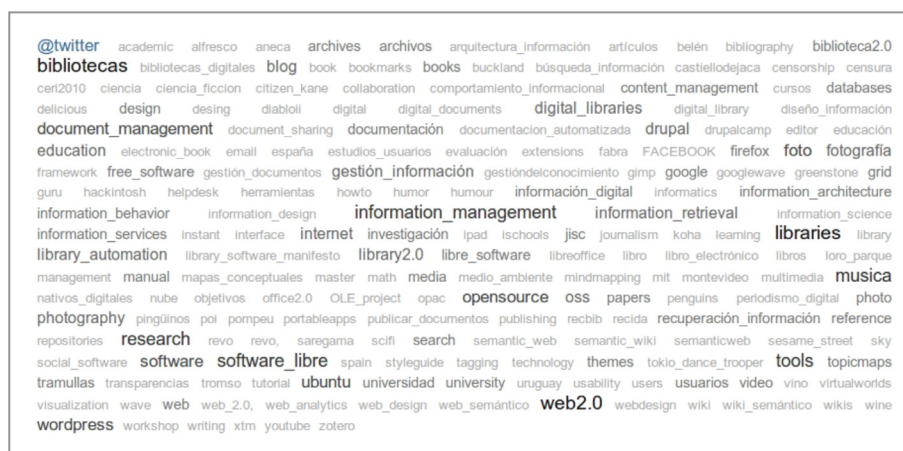 @twitter academic alfresco aneca archives archivos arquitectura_información artículos belén bibliography biblioteca2.0
bibliotecas bibliotecas_digitales blog book bookmarks books buckland búsqueda_información castiellodejaca censorship censura
ceri2010 ciencia ciencia_ficcion citizen_kane collaboration comportamiento_informacional content_management cursos databases
delicious design desing diabloii digital digital_documents digital_libraries digital_library diseño_información
document_management document_sharing documentación documentacion_automatizada drupal drupalcamp editor educación
education electronic_book email españa estudios_usuarios evaluación extensions fabra FACEBOOK firefox foto fotografía
framework free_software gestión_documentos gestión_información gestióndelconocimiento gimp google googlewave greenstone grid
guru hackintosh helpdesk herramientas howto humor humour información_digital informatics information_architecture
information_behavior information_design information_management information_retrieval information_science
information_services instant interface internet investigación ipad ischools jisc journalism koha learning libraries library
library_automation library_software_manifesto library2.0 libre_software libreoffice libro libro_electrónico libros loro_parque
management manual mapas_conceptuales master math media medio_ambiente mindmapping mit montevideo multimedia musica
nativos_digitales nube objetivos office2.0 OLE_project opac opensource oss papers penguins periodismo_digital photo
photography pingüinos poi pompeu portableapps publicar_documentos publishing recbib recida recuperación_información reference
repositories research revo revo, saregama scifi search semantic_web semantic_wiki semanticweb sesame_street sky
social_software software software_libre spain styleguide tagging technology themes tokio_dance_trooper tools topicmaps
tramullas transparencias tromso tutorial ubuntu universidad university uruguay usability users usuarios video vino virtualworlds
visualization wave web web_2.0, web_analytics web_design web_semántico web2.0 webdesign wiki wiki_semántico wikis wine
wordpress workshop writing xtm youtube zotero